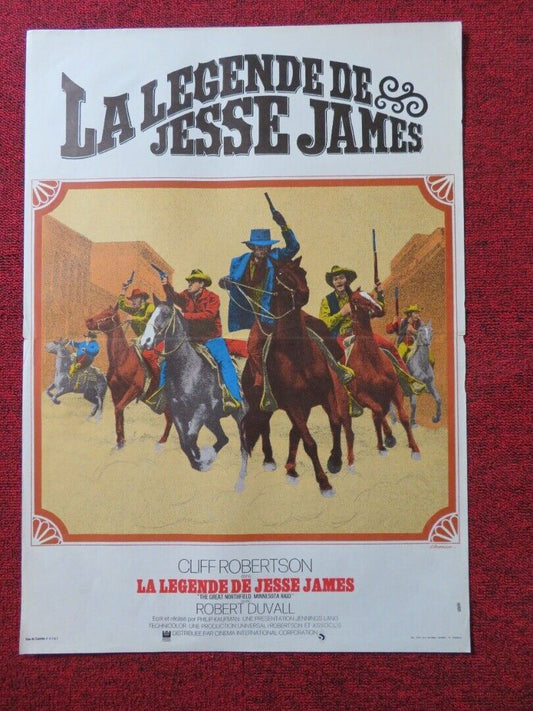 LA LEGENDE DE
JESSE JAMES
CLIFF ROBERTSON
dans
LA LEGENDE DE JESSE JAMES
"THE GREAT NORTHFIELD, MINNESOTA RAID"
ROBERT DUVALL
Ecrit et réalisé par PHILIP KAUFMAN · UNE PRESENTATION JENNINGS LANG
TECHNICOLOR · UNE PRODUCTION UNIVERSAL/ROBERTSON ET ASSOCIES
DISTRIBUEE PAR CINEMA INTERNATIONAL CORPORATION